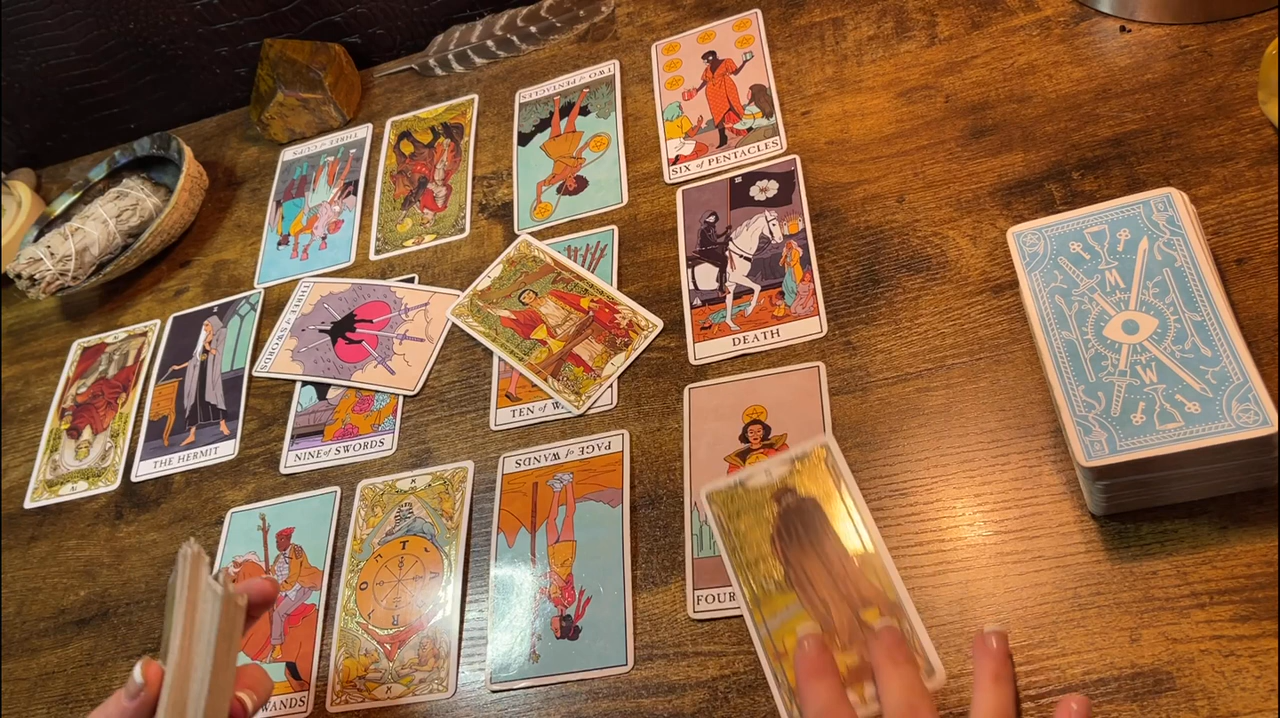 SIX of PENTACLES
TWO of PENTACLES
THREE of CUPS
DEATH
THREE of SWORDS
THE HERMIT
NINE of SWORDS
TEN of W
PAGE of WANDS
FOUR
WANDS
X
T
A
R
O
X
M
W